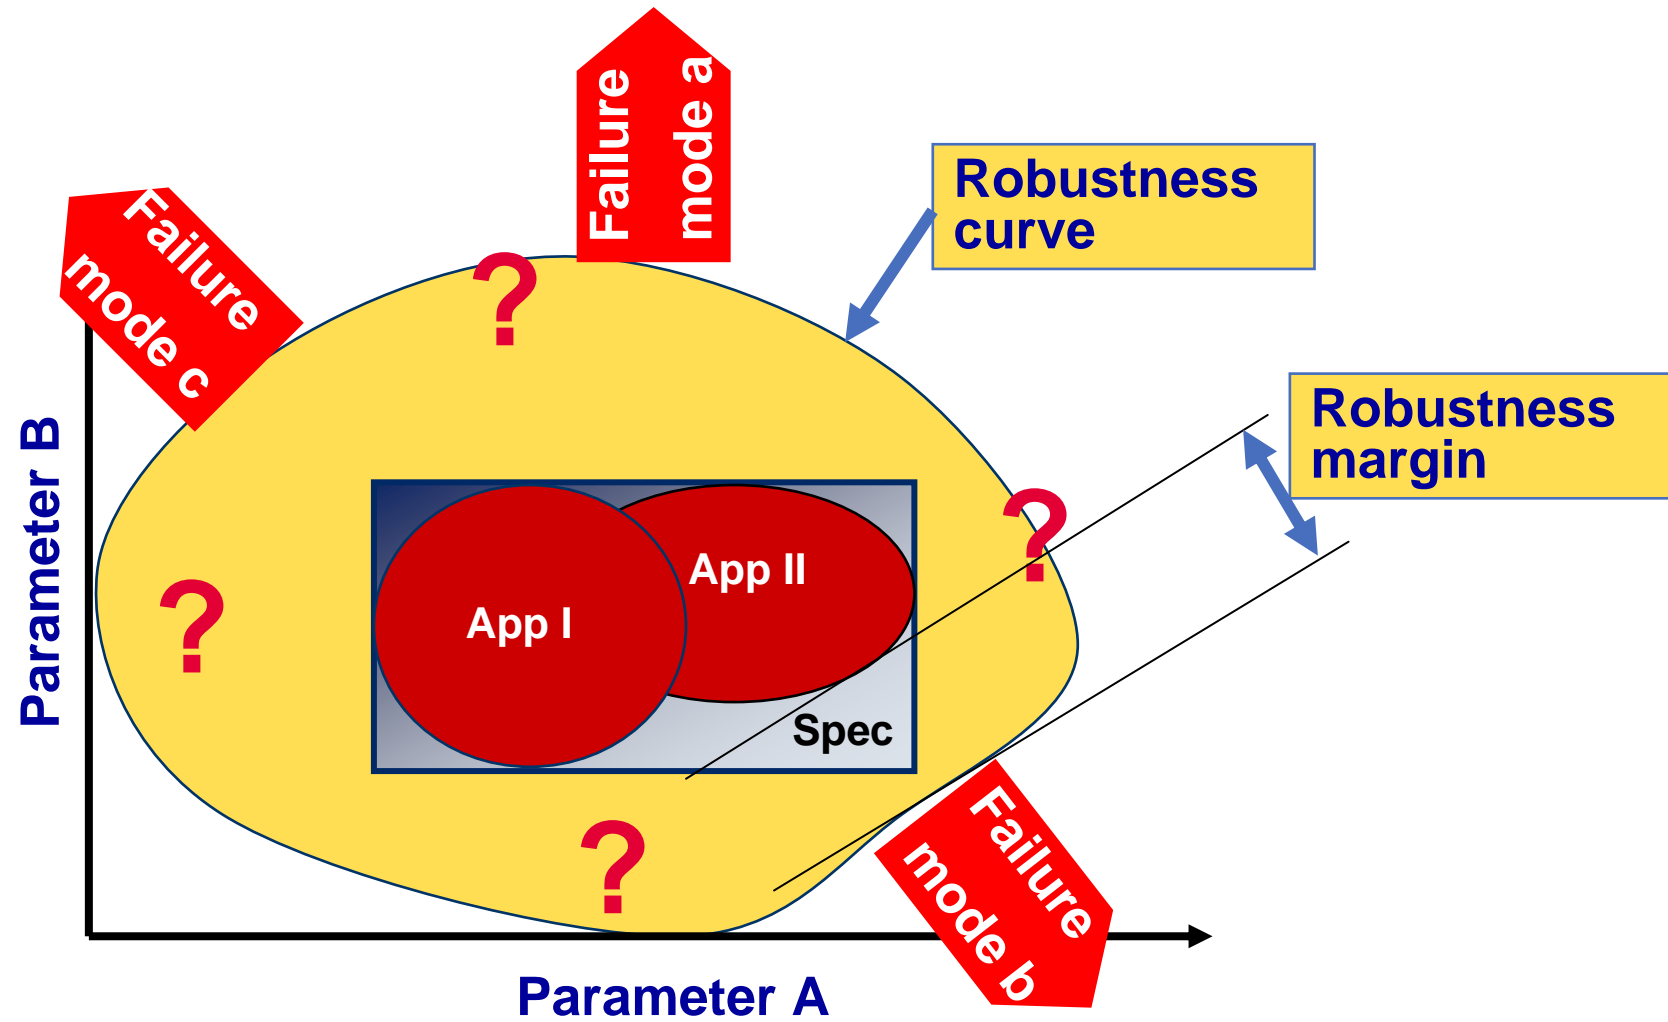 Failure
mode a
Failure
mode c
Robustness
curve
Robustness
margin
?
?
?
?
App I
App II
Spec
Failure
mode b
Parameter B
Parameter A